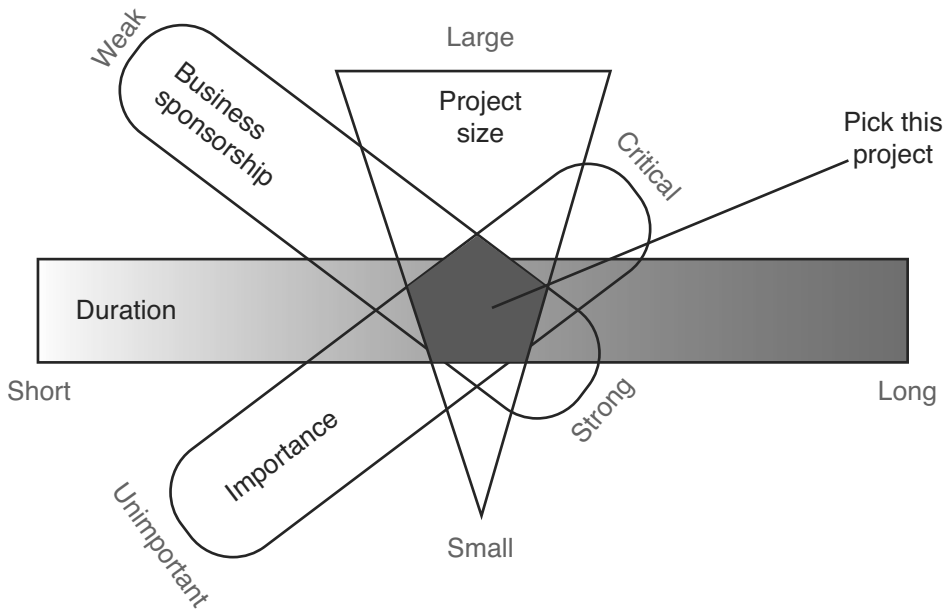 Weak
Large
Business
sponsorship
Project
size
Critical
Pick this
project
Duration
Short
Long
Strong
Importance
Unimportant
Small